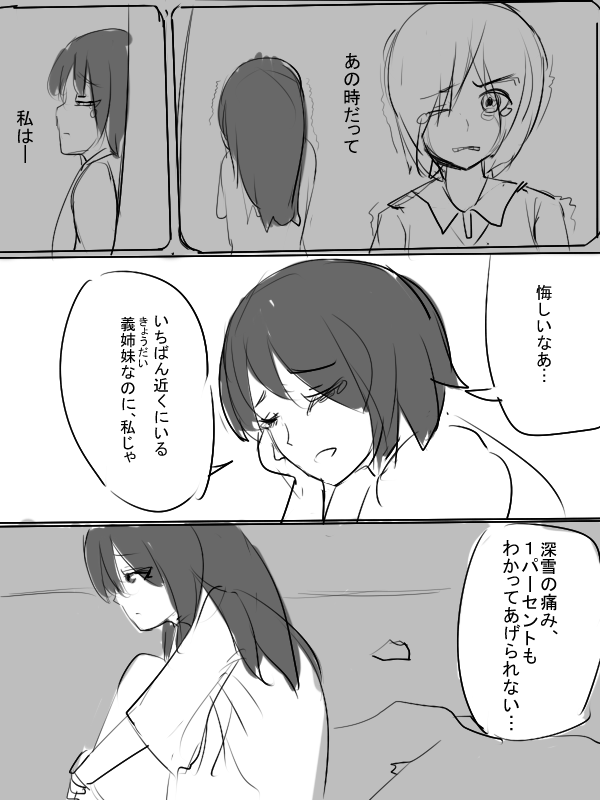 あの時だって
私はー
悔しいなあ…
いちばん近くにいる
義姉妹なのに、私じゃ
きょうだい
深雪の痛み、
1パーセントも
わかってあげられない…